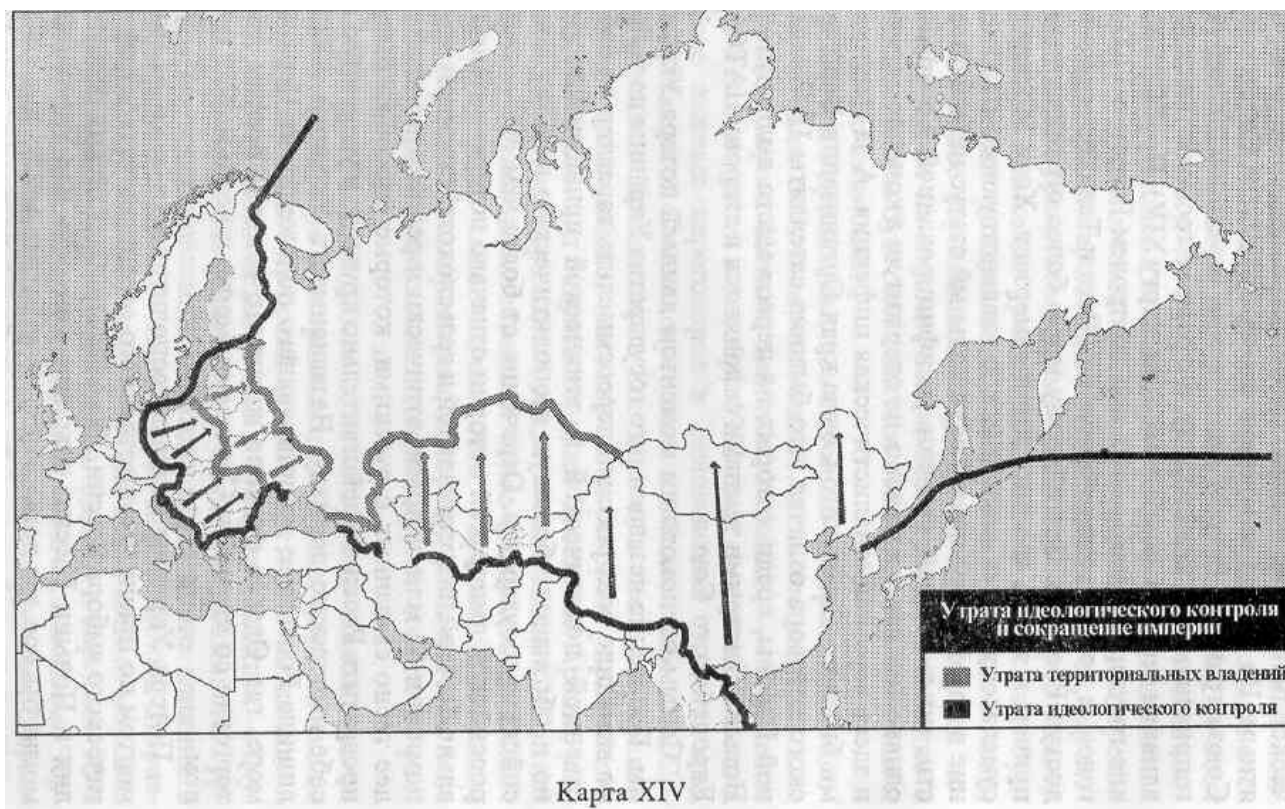 Утрата идеологического контроля
и сокращение империи
Утрата территориальных владений
Утрата идеологического контроля
Карта XIV